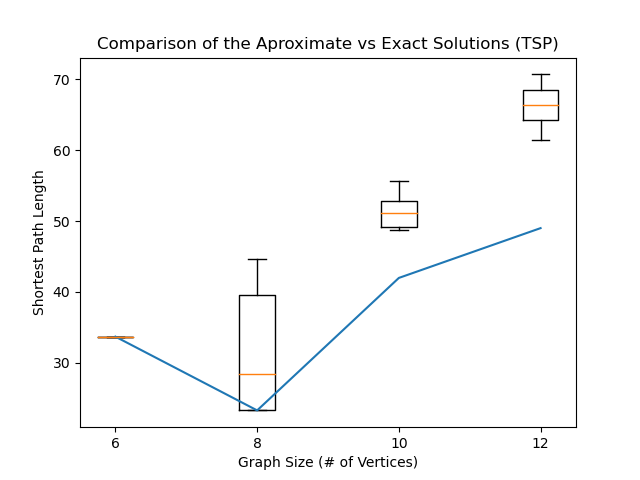 Comparison of the Aproximate vs Exact Solutions (TSP)
70
60
50
40
30
Shortest Path Length
6 8 10 12
Graph Size (# of Vertices)